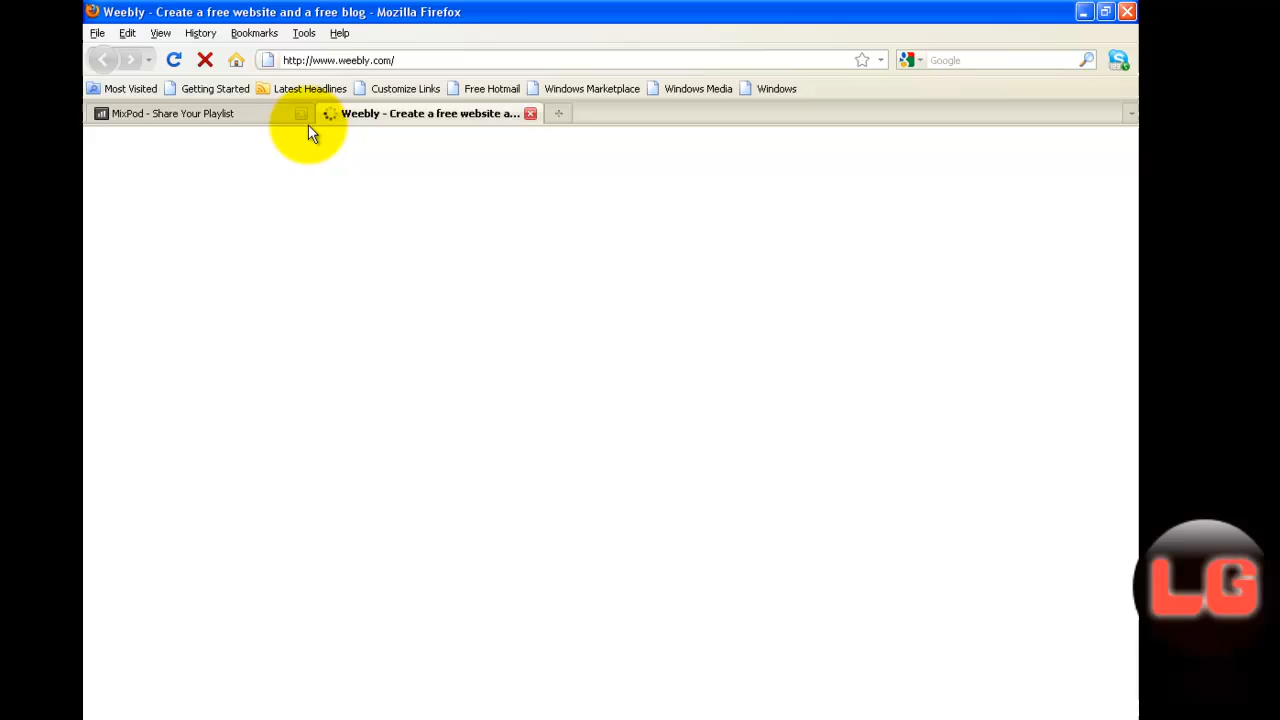 Weebly - Create a free website and a free blog - Mozilla Firefox
File Edit View History Bookmarks Tools Help
http://www.weebly.com/ Google
Most Visited Getting Started Latest Headlines Customize Links Free Hotmail Windows Marketplace Windows Media Windows
MixPod - Share Your Playlist Weebly - Create a free website a...
LG